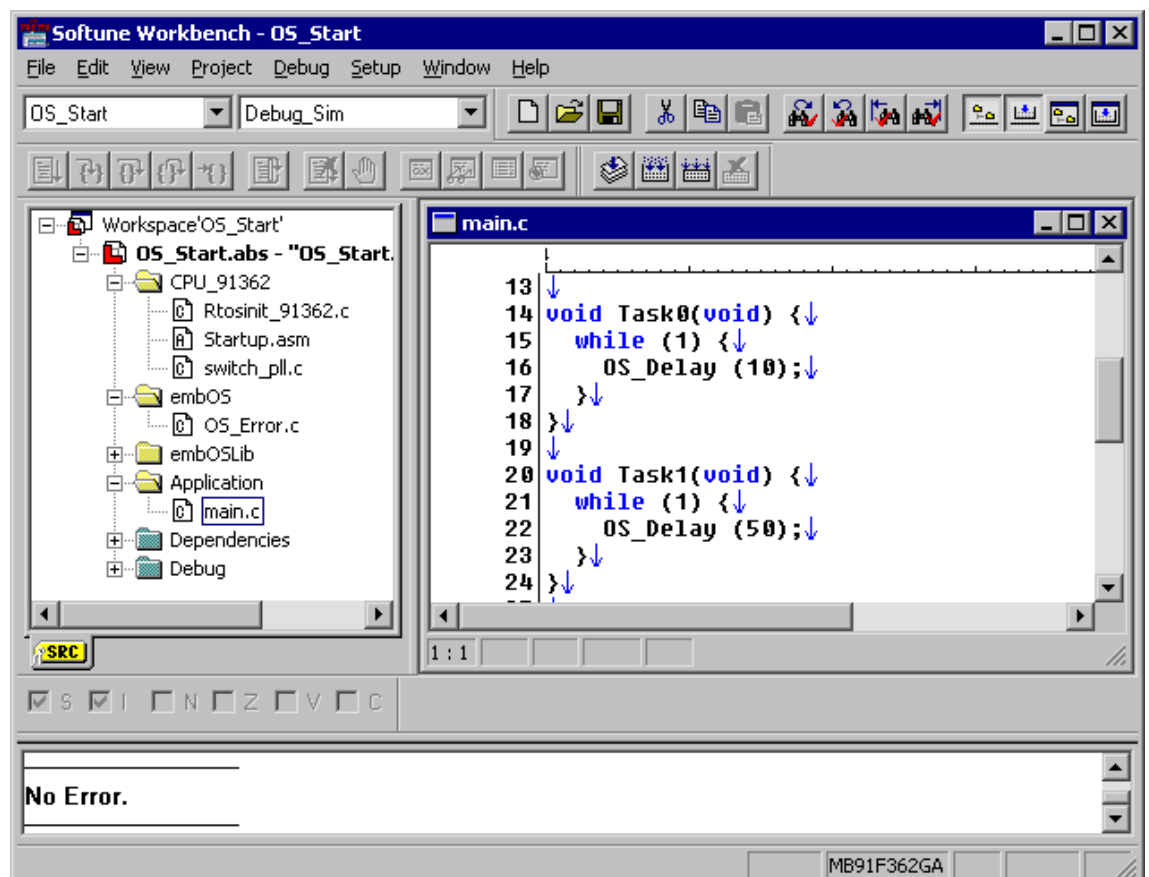 Softune Workbench - OS_Start
File Edit View Project Debug Setup Window Help
OS_Start Debug_Sim
Workspace'OS_Start'
OS_Start.abs - "OS_Start.
CPU_91362
Rtosinit_91362.c
Startup.asm
switch_pll.c
embOS
OS_Error.c
embOSLib
Application
main.c
Dependencies
Debug
SRC
main.c
13 ↓
14 void Task0(void) {↓
15   while (1) {↓
16     OS_Delay (10);↓
17   }↓
18 }↓
19 ↓
20 void Task1(void) {↓
21   while (1) {↓
22     OS_Delay (50);↓
23   }↓
24 }↓
1 : 1
S I N Z V C
No Error.
MB91F362GA